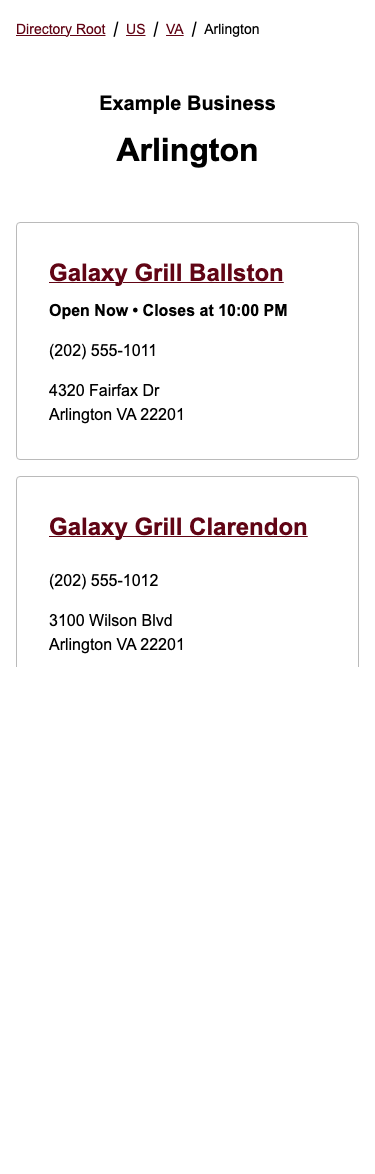 Directory Root / US / VA / Arlington
Example Business
Arlington
Galaxy Grill Ballston
Open Now • Closes at 10:00 PM
(202) 555-1011
4320 Fairfax Dr
Arlington VA 22201
Galaxy Grill Clarendon
(202) 555-1012
3100 Wilson Blvd
Arlington VA 22201